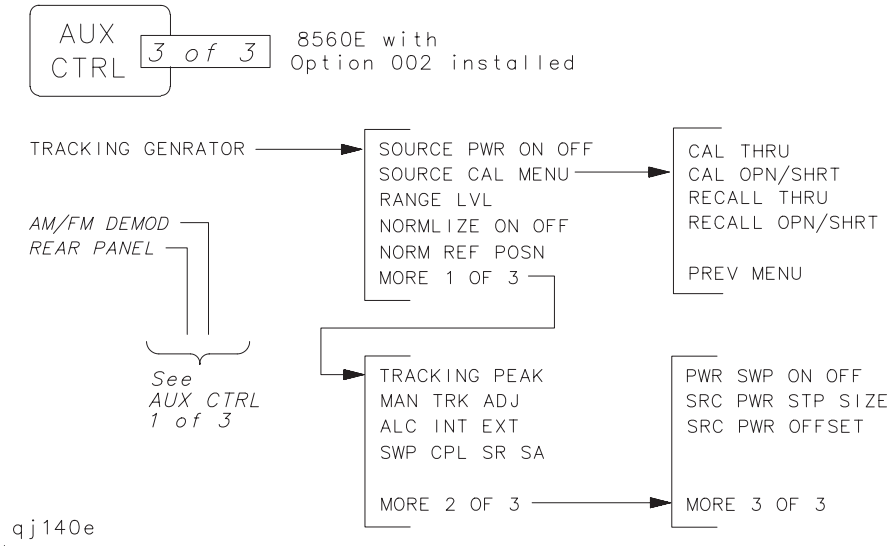 AUX
CTRL
3 of 3
8560E with
Option 002 installed
TRACKING GENRATOR
AM/FM DEMOD
REAR PANEL
See
AUX CTRL
1 of 3
SOURCE PWR ON OFF
SOURCE CAL MENU
RANGE LVL
NORMLIZE ON OFF
NORM REF POSN
MORE 1 OF 3
CAL THRU
CAL OPN/SHRT
RECALL THRU
RECALL OPN/SHRT
PREV MENU
TRACKING PEAK
MAN TRK ADJ
ALC INT EXT
SWP CPL SR SA
MORE 2 OF 3
PWR SWP ON OFF
SRC PWR STP SIZE
SRC PWR OFFSET
MORE 3 OF 3
qj140e